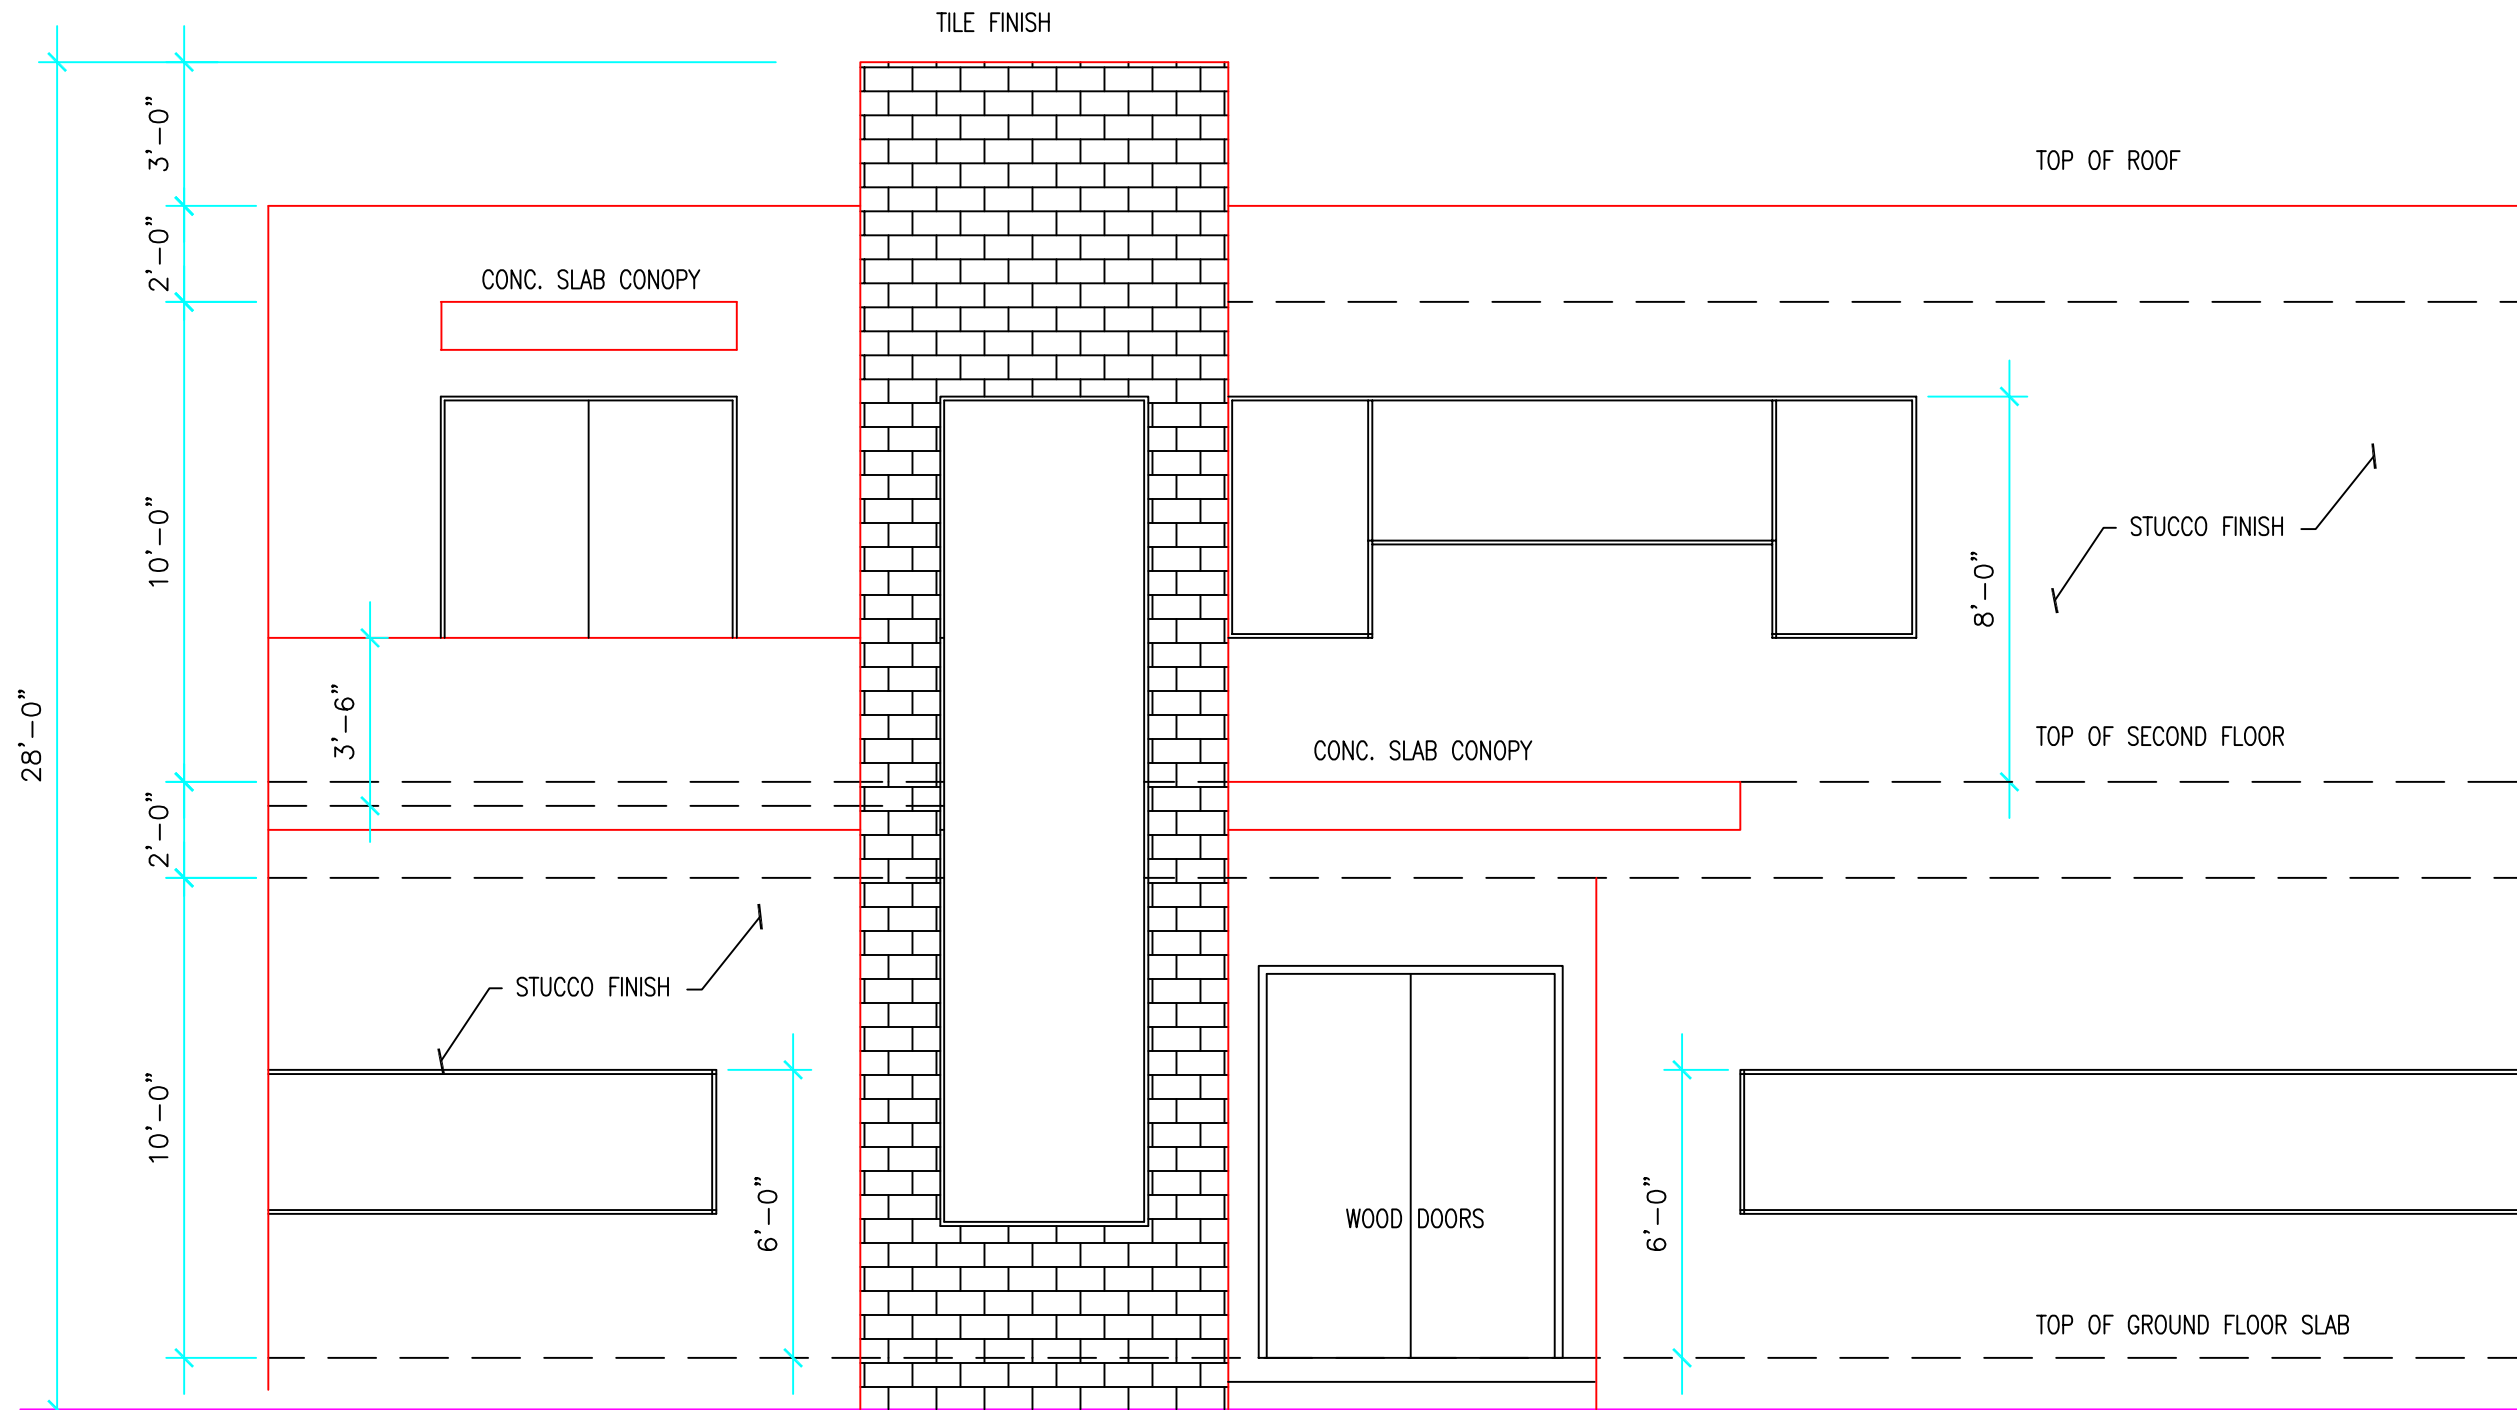 TILE FINISH
3'-0"
TOP OF ROOF
2'-0"
CONC. SLAB CONOPY
10'-0"
STUCCO FINISH
8'-0"
28'-0"
3'-6"
TOP OF SECOND FLOOR
CONC. SLAB CONOPY
2'-0"
STUCCO FINISH
10'-0"
6'-0"
WOOD DOORS
6'-0"
TOP OF GROUND FLOOR SLAB